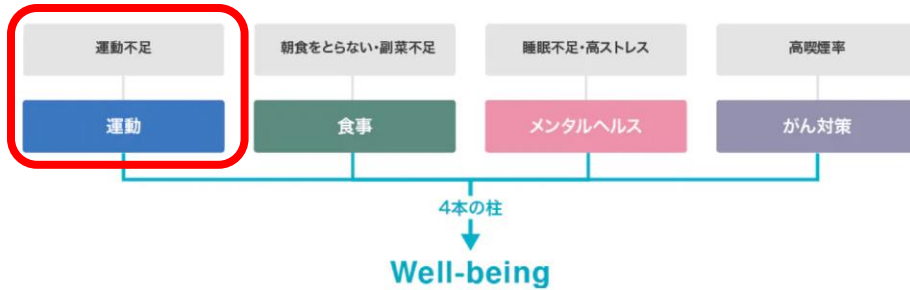 運動不足
朝食をとらない・副菜不足
睡眠不足・高ストレス
高喫煙率
運動
食事
メンタルヘルス
がん対策
4本の柱
Well-being